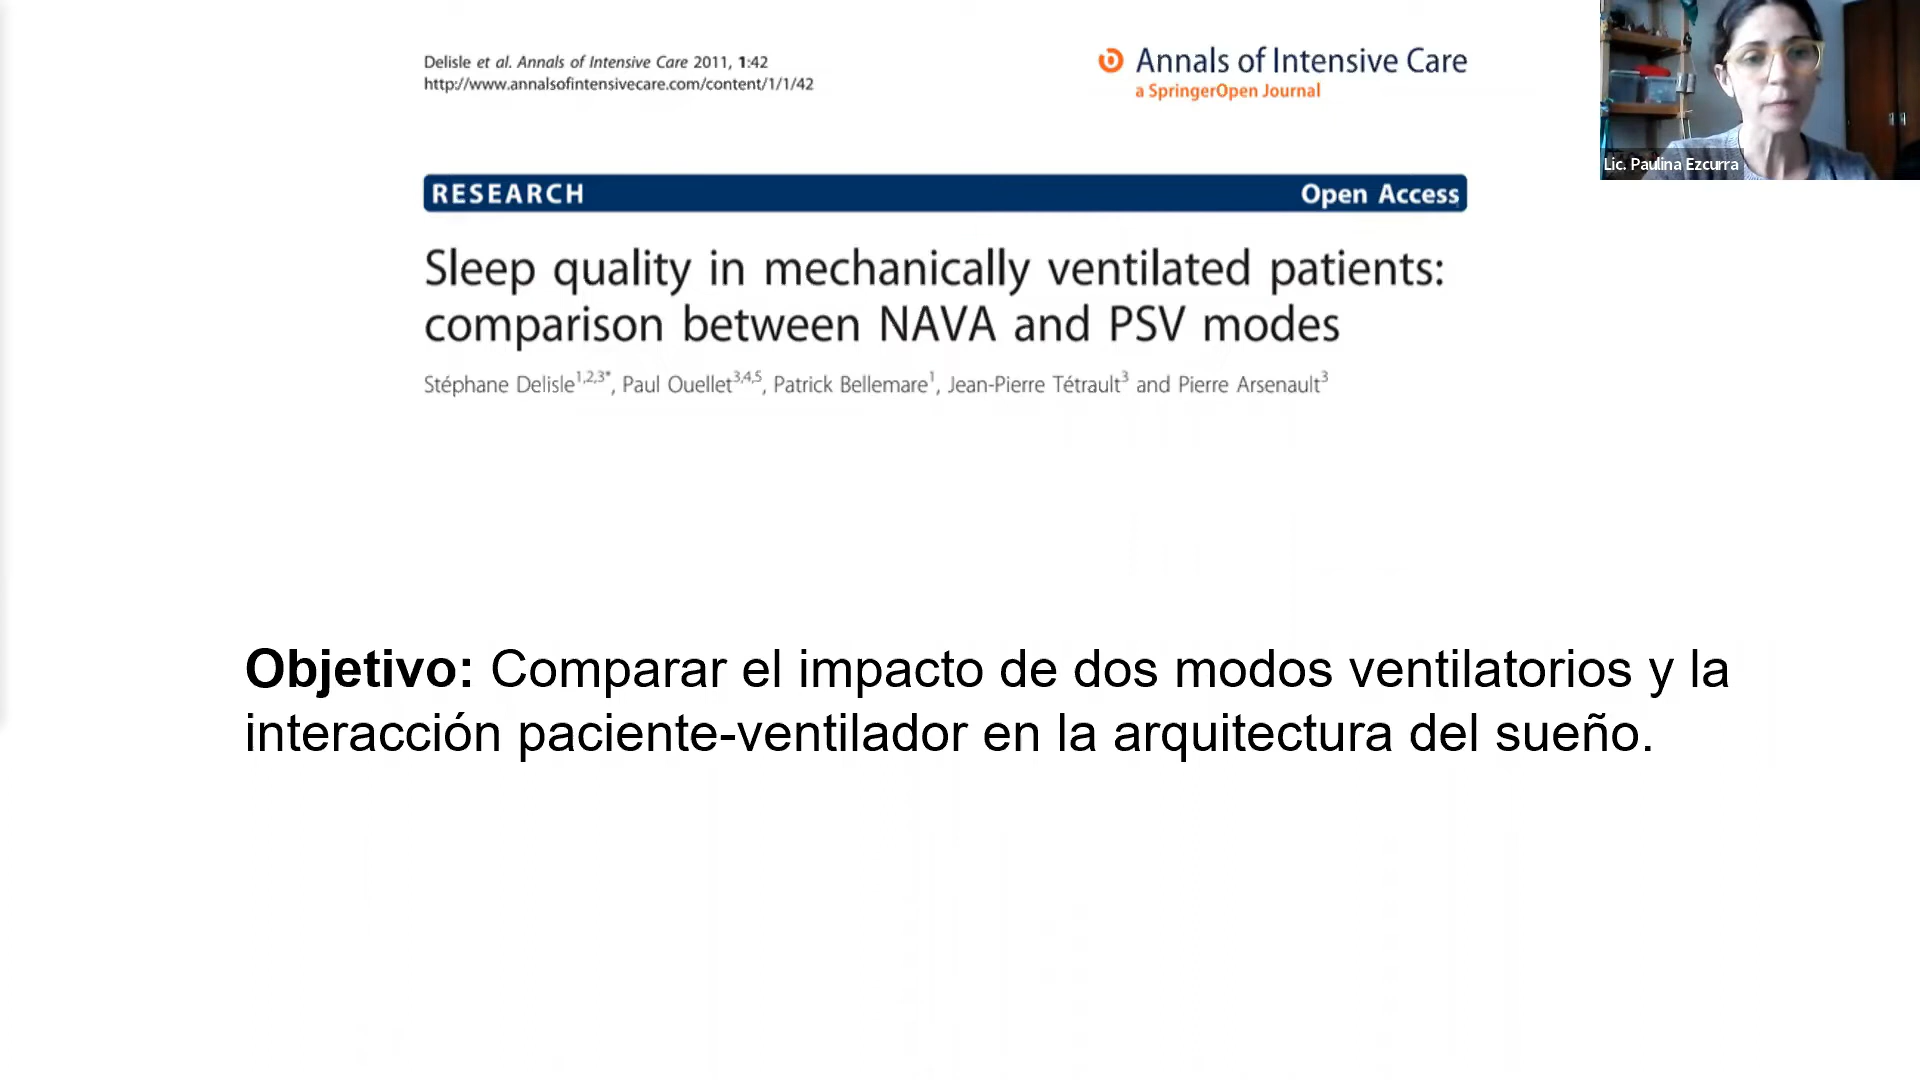 Delisle et al. Annals of Intensive Care 2011, 1:42
http://www.annalsofintensivecare.com/content/1/1/42
Annals of Intensive Care
a SpringerOpen Journal
Lic. Paulina Ezcurra
RESEARCH Open Access
Sleep quality in mechanically ventilated patients:
comparison between NAVA and PSV modes
Stéphane Delisle1,2,3*, Paul Ouellet3,4,5, Patrick Bellemare1, Jean-Pierre Tétrault3 and Pierre Arsenault3
Objetivo: Comparar el impacto de dos modos ventilatorios y la
interacción paciente-ventilador en la arquitectura del sueño.